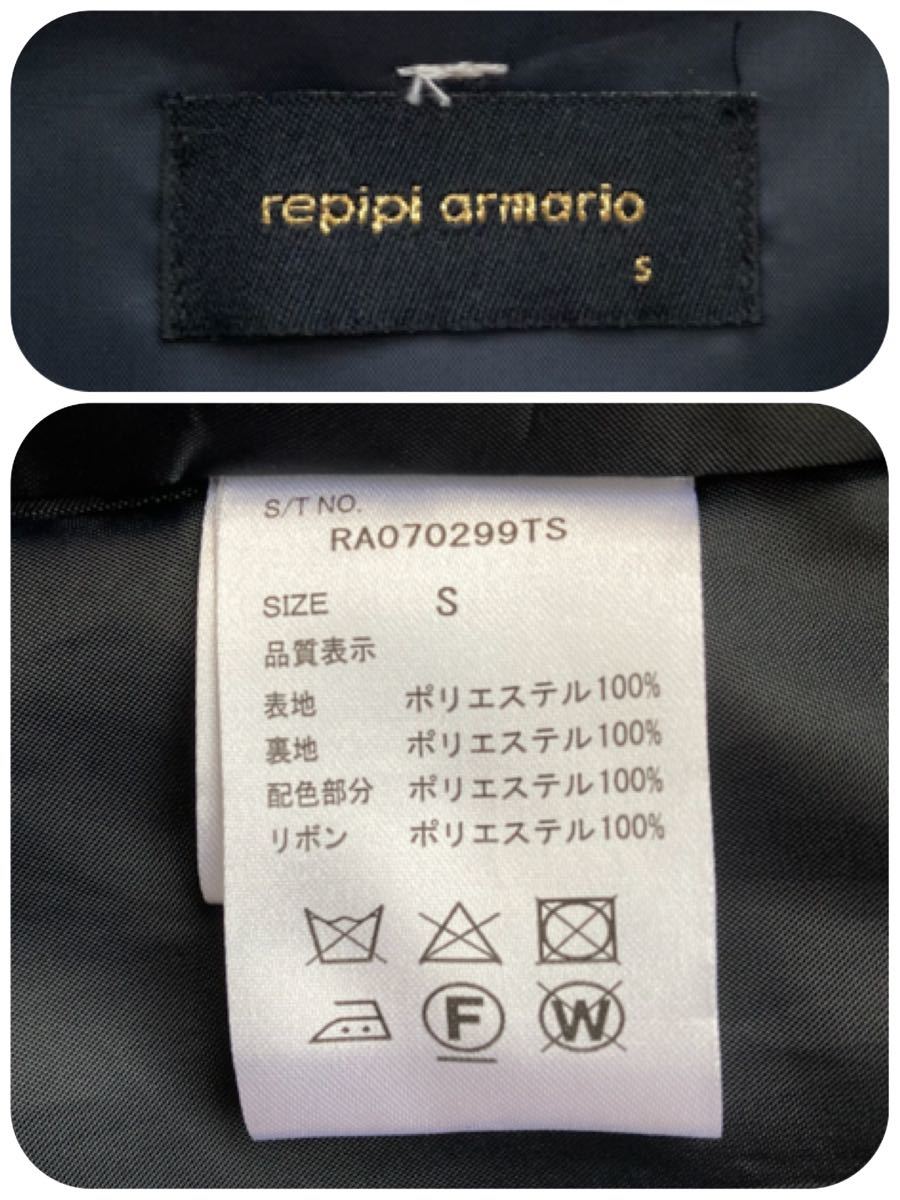 repipi armario
S
S/T NO.
RA070299TS
SIZE S
品質表示
表地 ポリエステル100%
裏地 ポリエステル100%
配色部分 ポリエステル100%
リボン ポリエステル100%
F W